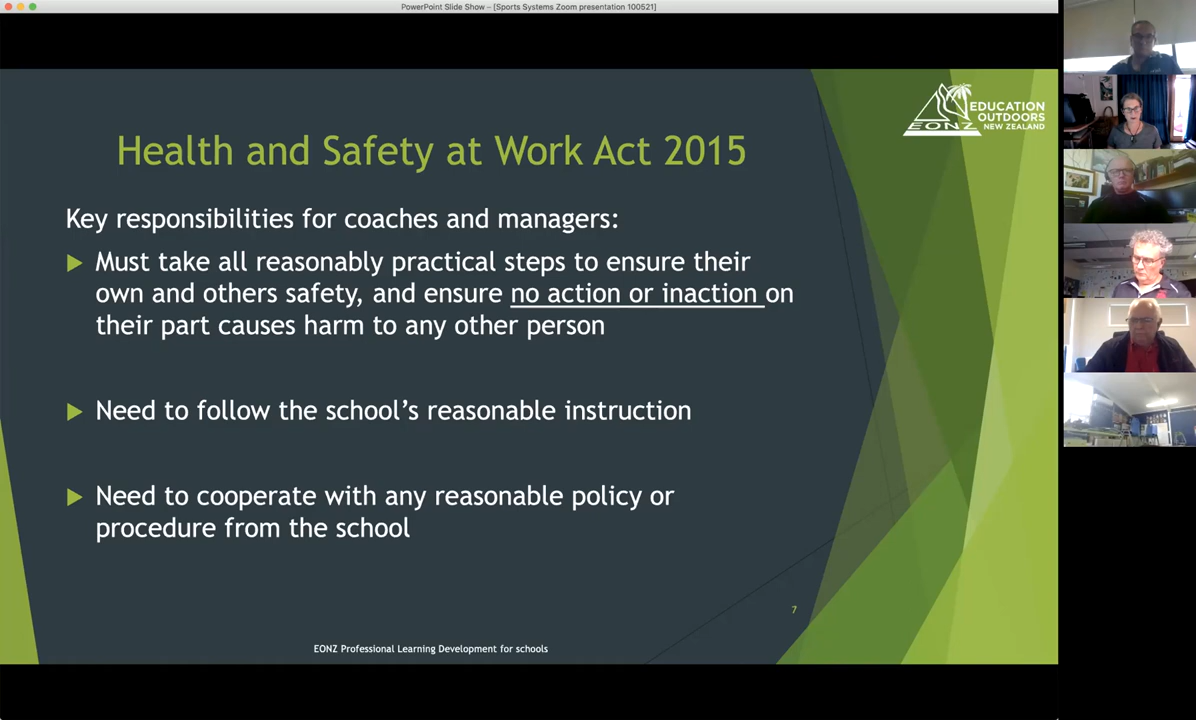 PowerPoint Slide Show – [Sports Systems Zoom presentation 100521]
EDUCATION
OUTDOORS
NEW ZEALAND
EONZ
Health and Safety at Work Act 2015
Key responsibilities for coaches and managers:
Must take all reasonably practical steps to ensure their
own and others safety, and ensure no action or inaction on
their part causes harm to any other person
Need to follow the school’s reasonable instruction
Need to cooperate with any reasonable policy or
procedure from the school
7
EONZ Professional Learning Development for schools